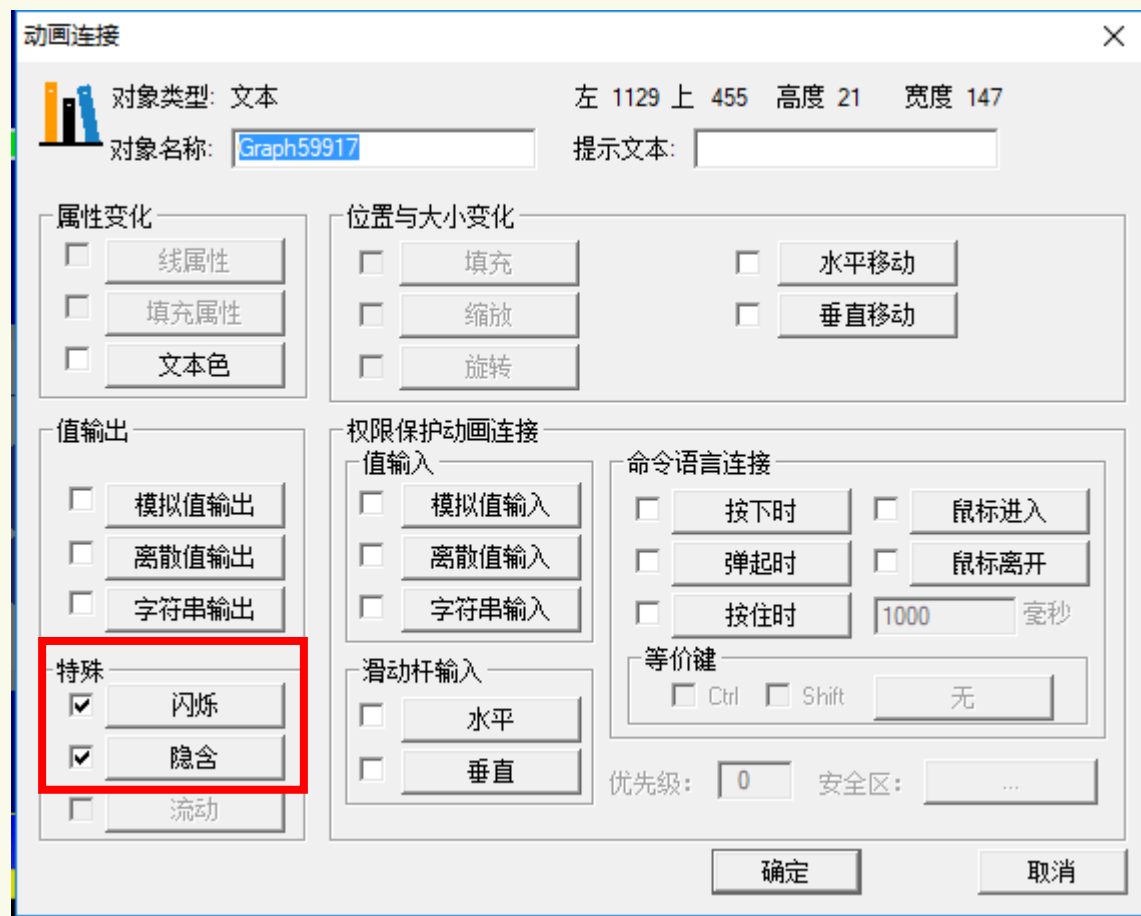 动画连接
对象类型: 文本 左 1129 上 455 高度 21 宽度 147
对象名称: Graph59917 提示文本:
属性变化
线属性
填充属性
文本色
位置与大小变化
填充 水平移动
缩放 垂直移动
旋转
值输出
模拟值输出
离散值输出
字符串输出
权限保护动画连接
值输入
模拟值输入
离散值输入
字符串输入
命令语言连接
按下时 鼠标进入
弹起时 鼠标离开
按住时 1000 毫秒
等价键
Ctrl Shift 无
特殊
闪烁
隐含
流动
滑动杆输入
水平
垂直
优先级: 0 安全区: ...
确定 取消